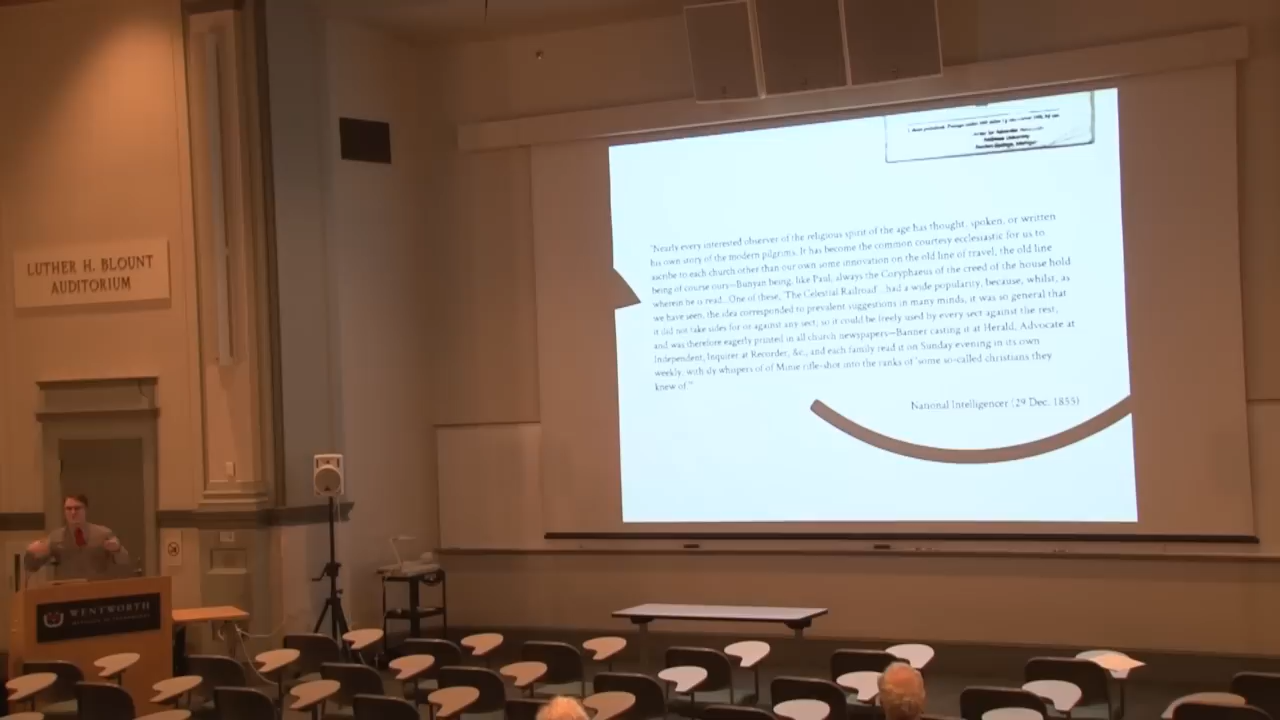 LUTHER H. BLOUNT
AUDITORIUM
"Nearly every interested observer of the religious spirit of the age has thought, spoken, or written
his own story of the modern pilgrims. It has become the common courtesy ecclesiastic for us to
ascribe to each church other than our own some innovation on the old line of travel, the old line
being of course ours—Bunyan being, like Paul, always the Coryphaeus of the creed of the house hold
wherein he is read...One of these, 'The Celestial Railroad'...had a wide popularity, because, whilst, as
we have seen, the idea corresponded to prevalent suggestions in many minds, it was so general that
it did not take sides for or against any sect; so it could be freely used by every sect against the rest,
and was therefore eagerly printed in all church newspapers—Banner casting it at Herald, Advocate at
Independent, Inquirer at Recorder, &c., and each family read it on Sunday evening in its own
weekly, with sly whispers of of Minie rifle-shot into the ranks of 'some so-called christians they
knew of.'"
National Intelligencer (29 Dec. 1855)
WENTWORTH